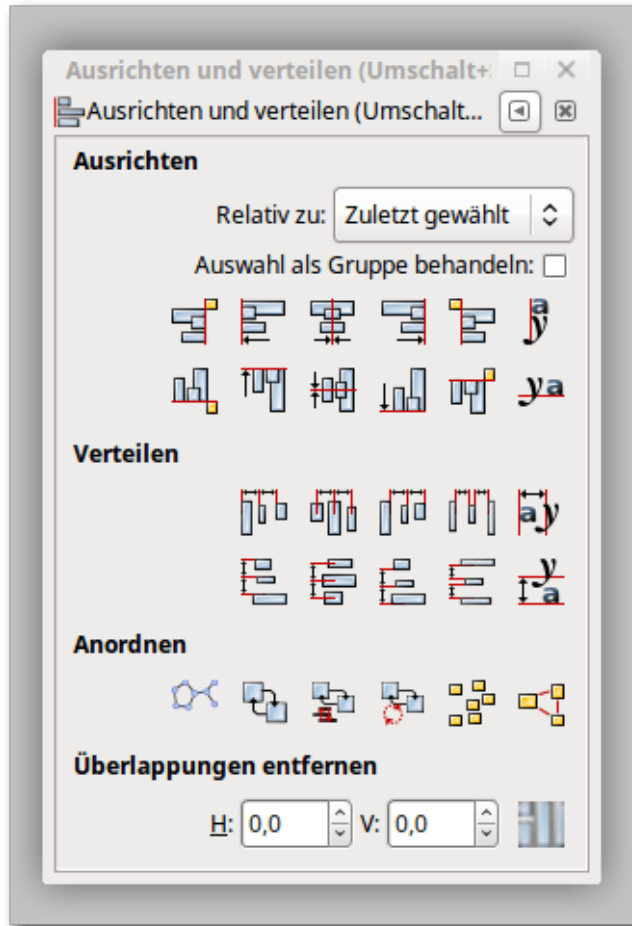 Ausrichten und verteilen (Umschalt+
Ausrichten und verteilen (Umschalt...
Ausrichten
Relativ zu: Zuletzt gewählt
Auswahl als Gruppe behandeln:
a y
y a
Verteilen
a y
y
a
Anordnen
Überlappungen entfernen
H: 0,0 V: 0,0